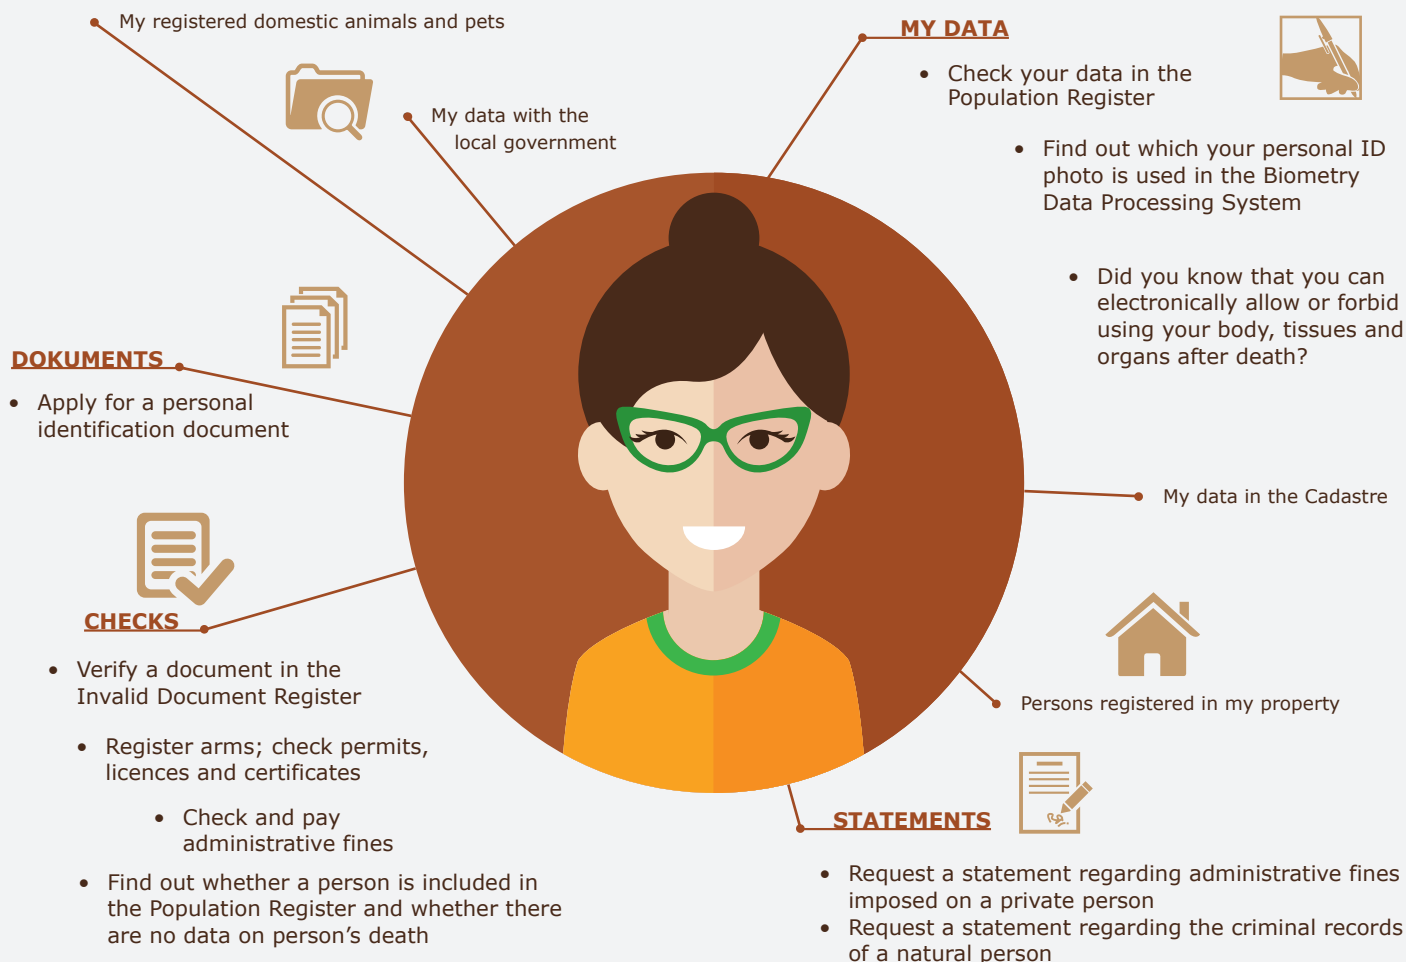 My registered domestic animals and pets
My data with the
local government
MY DATA
• Check your data in the
Population Register
• Find out which your personal ID
photo is used in the Biometry
Data Processing System
• Did you know that you can
electronically allow or forbid
using your body, tissues and
organs after death?
DOKUMENTS
• Apply for a personal
identification document
My data in the Cadastre
CHECKS
• Verify a document in the
Invalid Document Register
• Register arms; check permits,
licences and certificates
• Check and pay
administrative fines
• Find out whether a person is included in
the Population Register and whether there
are no data on person’s death
Persons registered in my property
STATEMENTS
• Request a statement regarding administrative fines
imposed on a private person
• Request a statement regarding the criminal records
of a natural person